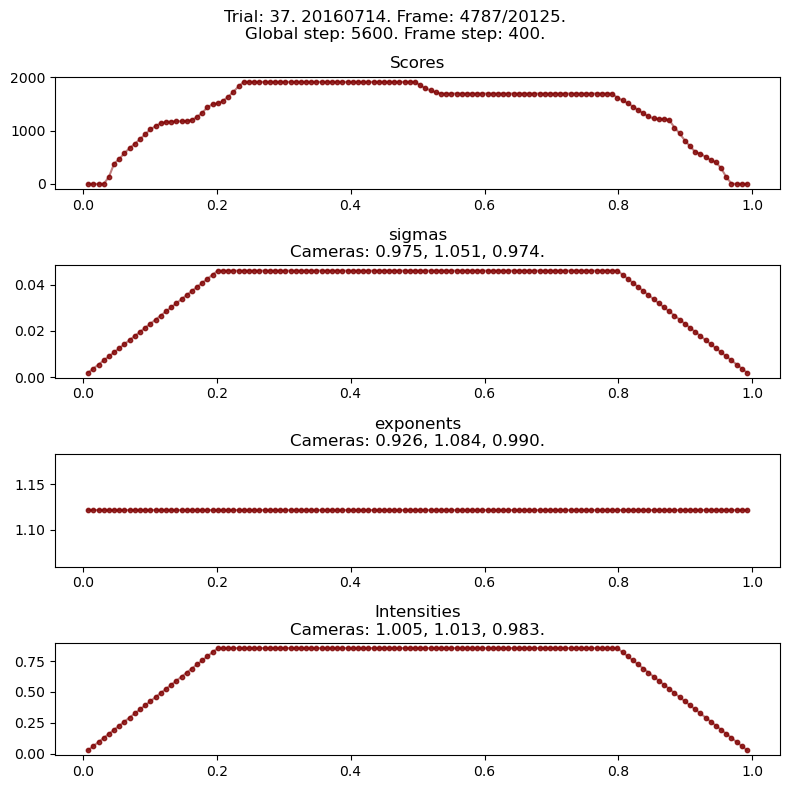 Trial: 37. 20160714. Frame: 4787/20125.
Global step: 5600. Frame step: 400.
Scores
2000
1000
0
0.0 0.2 0.4 0.6 0.8 1.0
sigmas
Cameras: 0.975, 1.051, 0.974.
0.04
0.02
0.00
0.0 0.2 0.4 0.6 0.8 1.0
exponents
Cameras: 0.926, 1.084, 0.990.
1.15
1.10
0.0 0.2 0.4 0.6 0.8 1.0
Intensities
Cameras: 1.005, 1.013, 0.983.
0.75
0.50
0.25
0.00
0.0 0.2 0.4 0.6 0.8 1.0